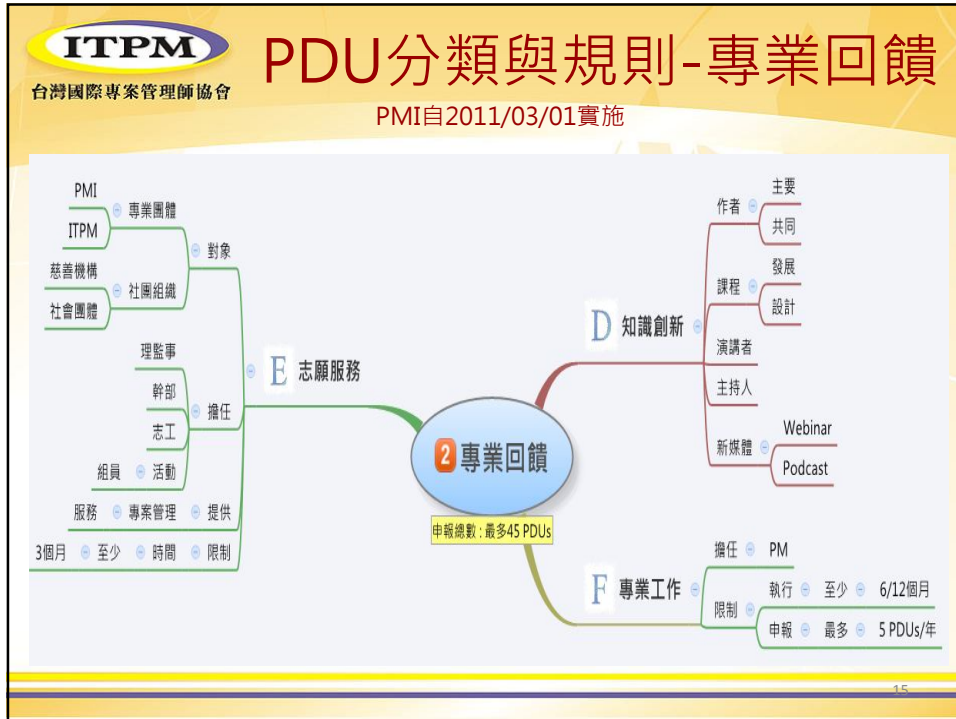 ITPM
台灣國際專案管理師協會
PDU分類與規則-專業回饋
PMI自2011/03/01實施
2 專業回饋
申報總數 : 最多45 PDUs
D 知識創新
作者
主要
共同
課程
發展
設計
演講者
主持人
新媒體
Webinar
Podcast
E 志願服務
對象
專業團體
PMI
ITPM
社團組織
慈善機構
社會團體
擔任
理監事
幹部
志工
組員 活動
服務 專案管理 提供
3個月 至少 時間 限制
F 專業工作
擔任 PM
限制
執行 至少 6/12個月
申報 最多 5 PDUs/年
15